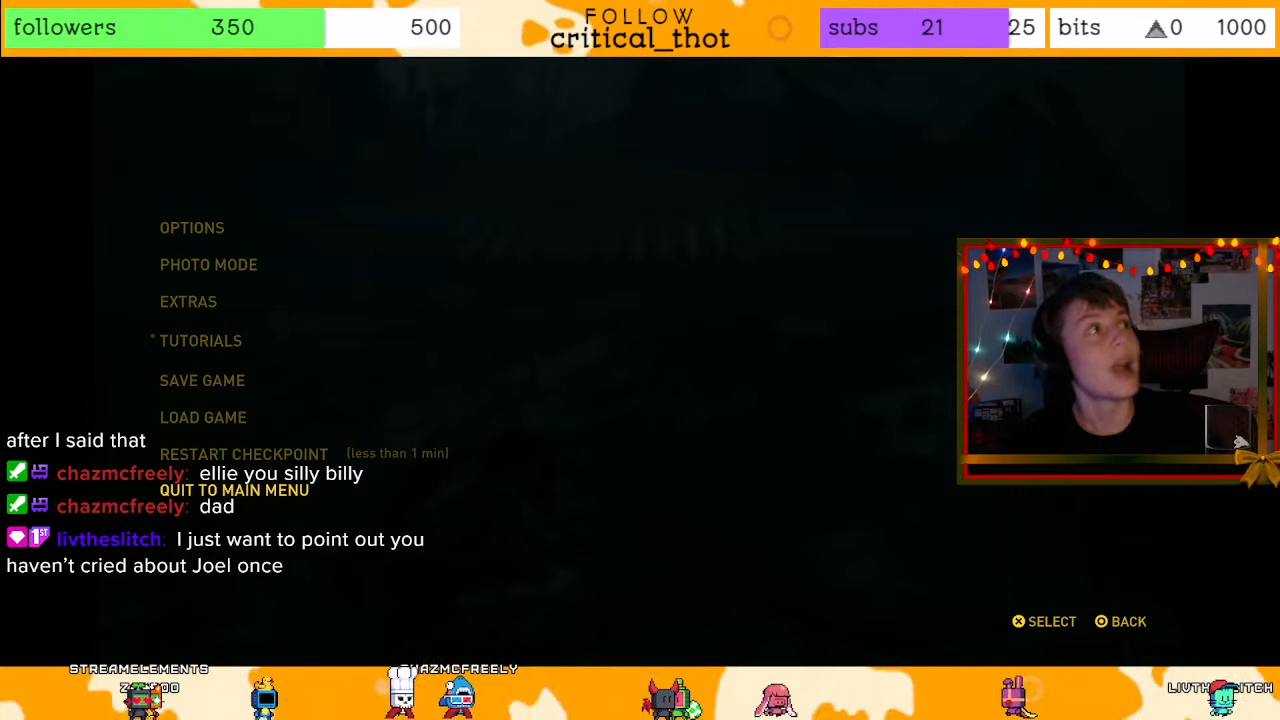 followers 350 500
FOLLOW
critical_thot
subs 21 25
bits 0 1000
OPTIONS
PHOTO MODE
EXTRAS
* TUTORIALS
SAVE GAME
LOAD GAME
RESTART CHECKPOINT (less than 1 min)
QUIT TO MAIN MENU
after I said that
chazmcfreely: ellie you silly billy
chazmcfreely: dad
1ST livtheslitch: I just want to point out you
haven't cried about Joel once
SELECT BACK
STREAMELEMENTS